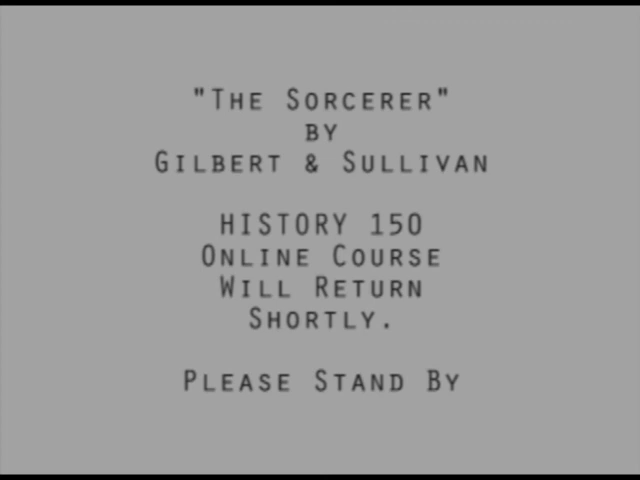 "The Sorcerer"
by
Gilbert & Sullivan
HISTORY 150
Online Course
Will Return
Shortly.
Please Stand By